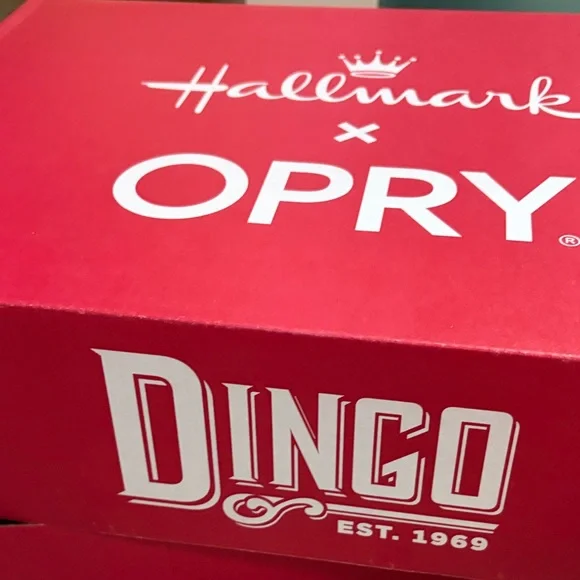 Hallmark
×
OPRY®
DINGO
EST. 1969